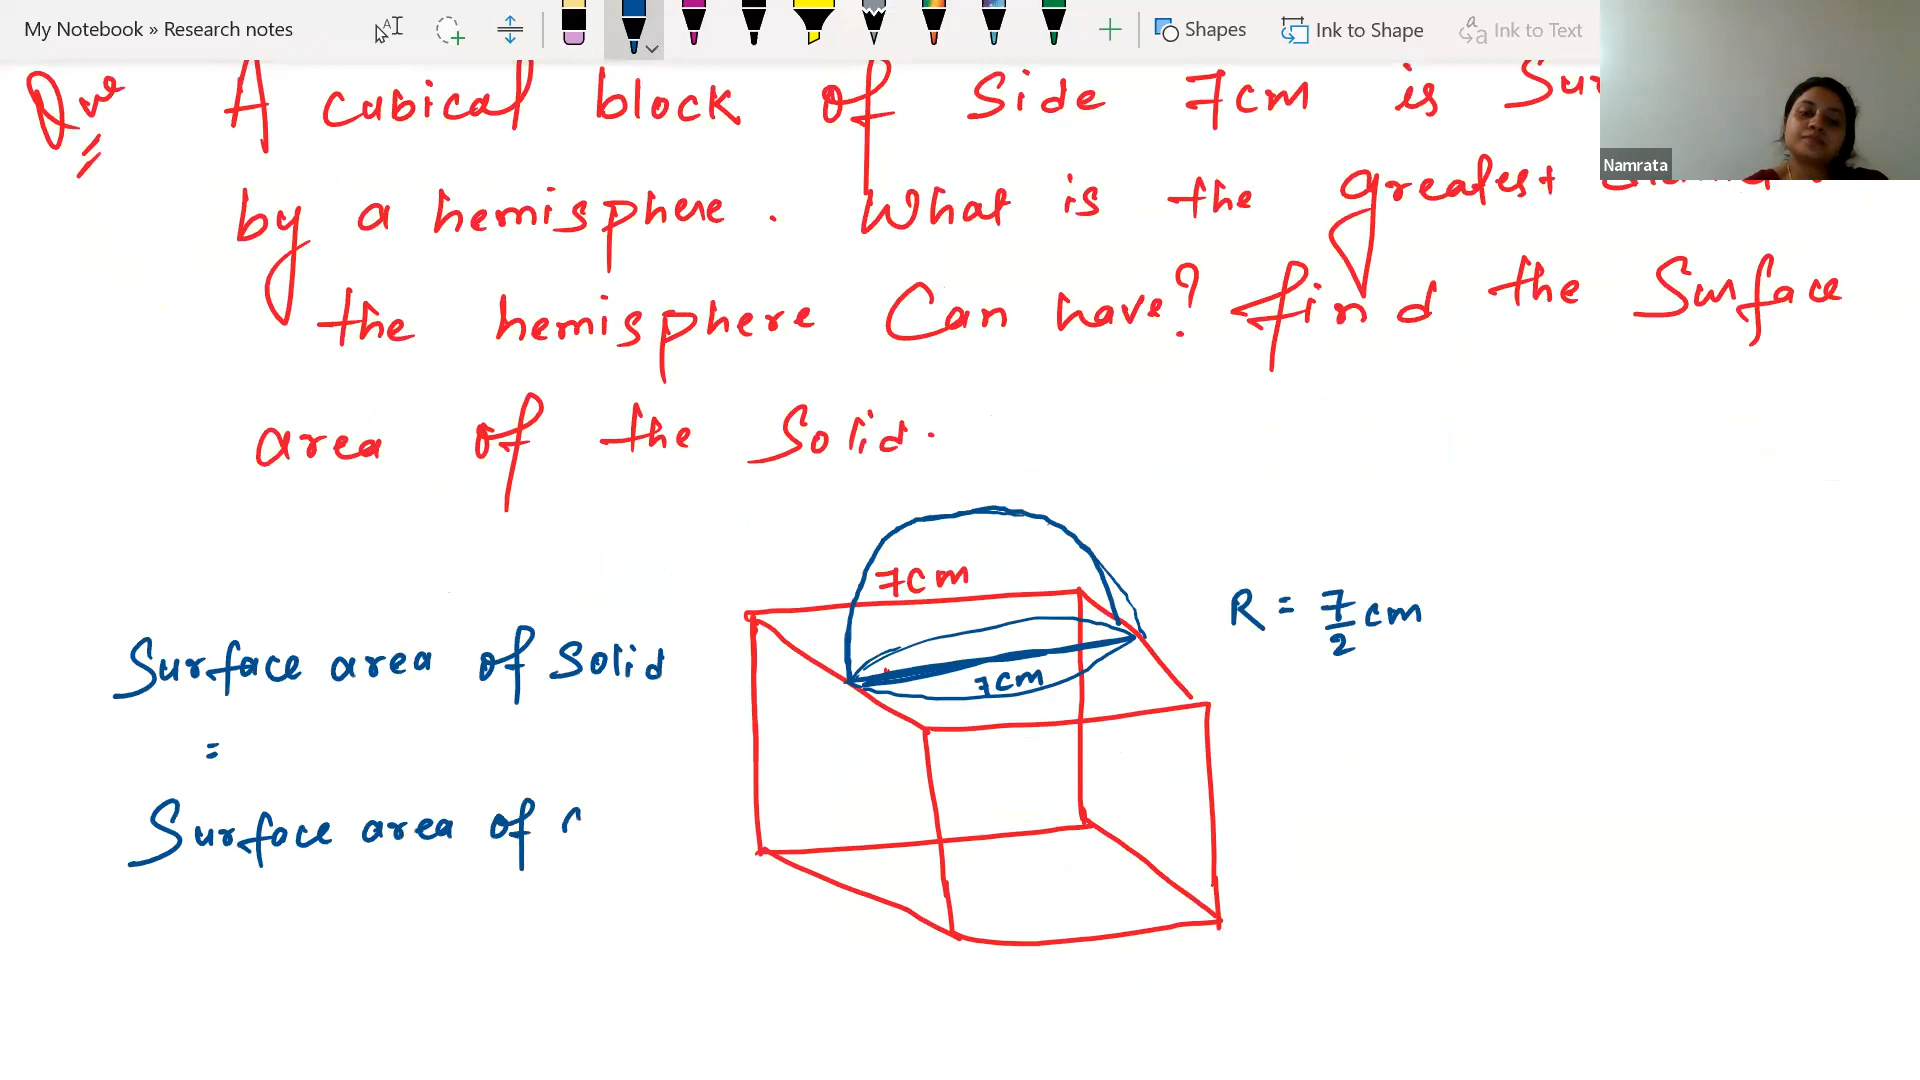 My Notebook » Research notes
Shapes
Ink to Shape
Ink to Text
Namrata
Que A cubical block of side 7cm is
by a hemisphere. What is the greatest
the hemisphere Can have? find the Surface
area of the Solid.
7cm
7cm
R = 7/2 cm
Surface area of Solid
=
Surface area of